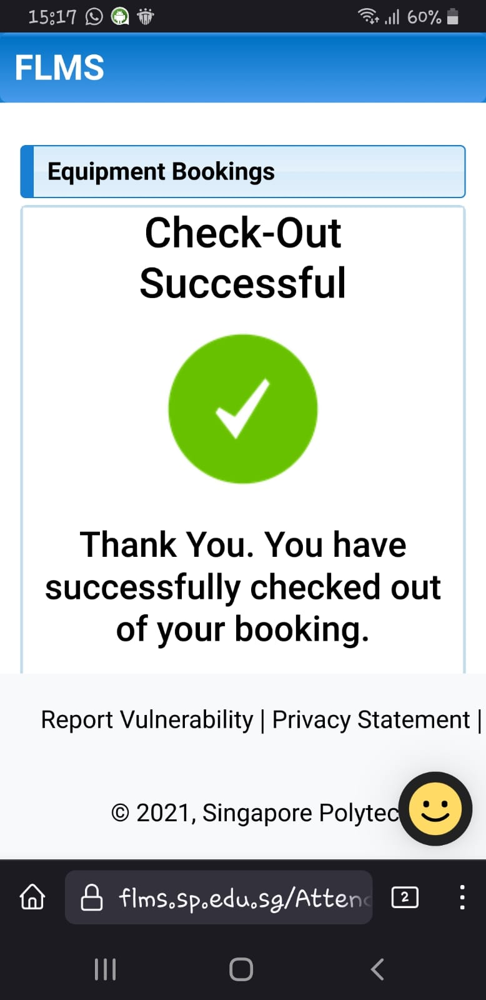 15:17 60%
FLMS
Equipment Bookings
Check-Out
Successful
Thank You. You have
successfully checked out
of your booking.
Report Vulnerability | Privacy Statement |
© 2021, Singapore Polytec
flms.sp.edu.sg/Atten
2